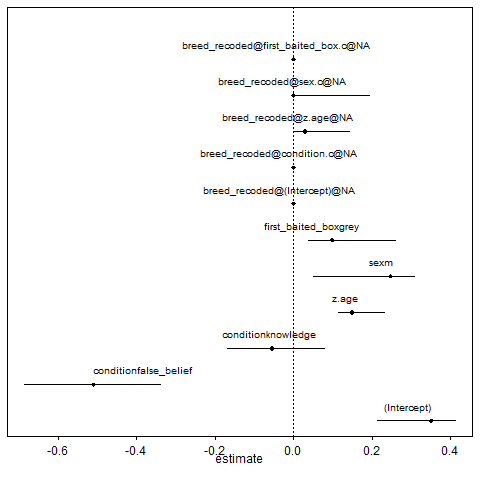 breed_recoded@first_baited_box.c@NA
breed_recoded@sex.c@NA
breed_recoded@z.age@NA
breed_recoded@condition.c@NA
breed_recoded@(Intercept)@NA
first_baited_boxgrey
sexm
z.age
conditionknowledge
conditionfalse_belief
(Intercept)
-0.6 -0.4 -0.2 0.0 0.2 0.4
estimate